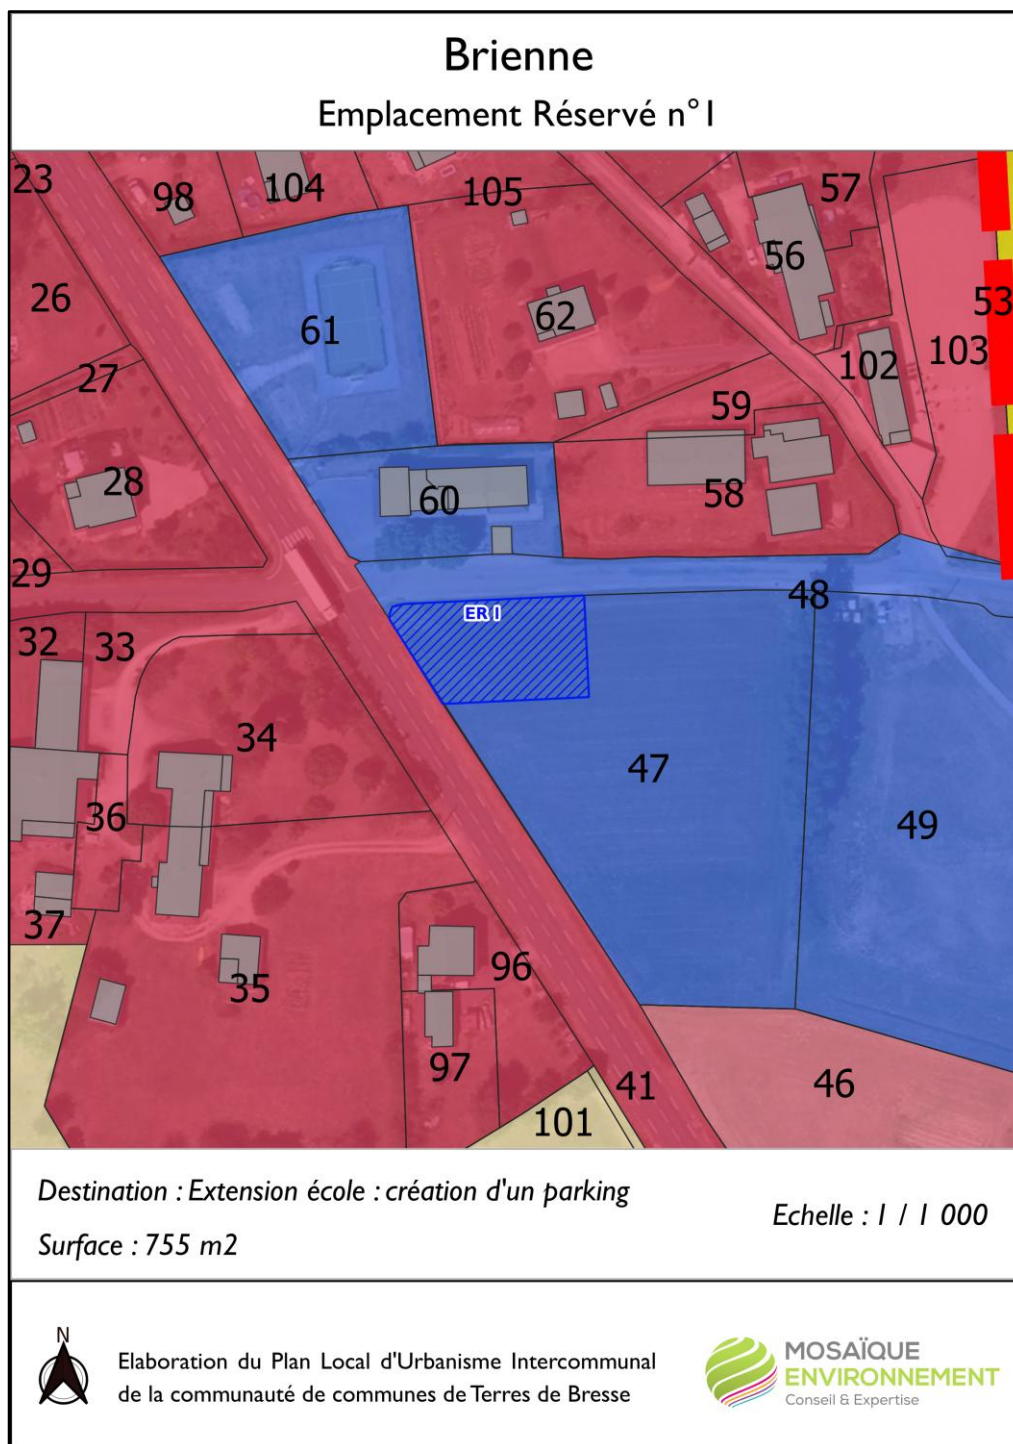 Brienne
Emplacement Réservé n°1
23
98
104
105
57
56
26
61
62
53
103
102
27
59
28
60
58
29
48
ER I
32
33
34
47
36
49
37
35
96
97
41
46
101
Destination : Extension école : création d'un parking
Surface : 755 m2
Echelle : 1 / 1 000
N
Elaboration du Plan Local d'Urbanisme Intercommunal
de la communauté de communes de Terres de Bresse
MOSAÏQUE
ENVIRONNEMENT
Conseil & Expertise